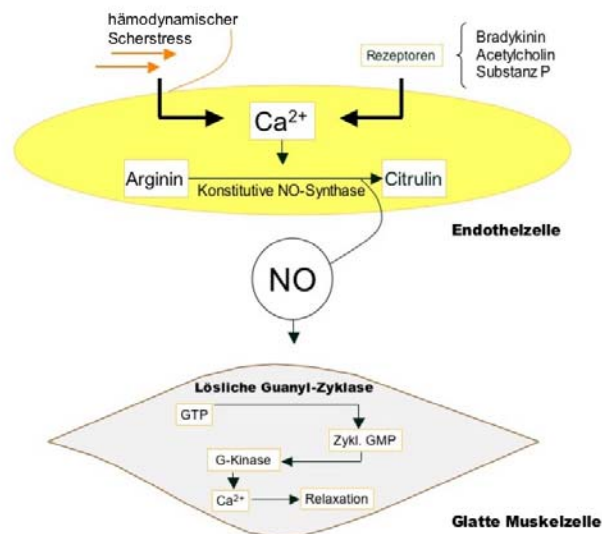 hämodynamischer
Scherstress
Rezeptoren
Bradykinin
Acetylcholin
Substanz P
Ca²⁺
Arginin
Citrulin
Konstitutive NO-Synthase
Endothelzelle
NO
Lösliche Guanyl-Zyklase
GTP
Zykl. GMP
G-Kinase
Ca²⁺
Relaxation
Glatte Muskelzelle